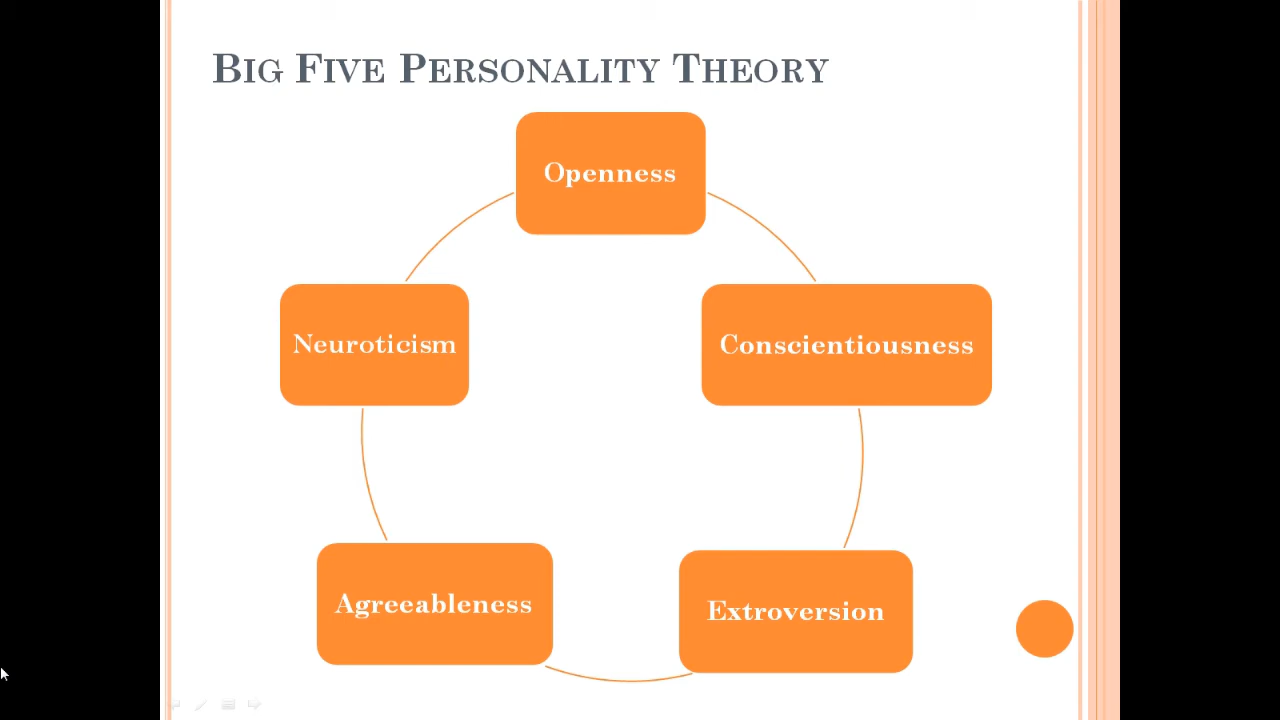 Big Five Personality Theory
Openness
Neuroticism
Conscientiousness
Agreeableness
Extroversion